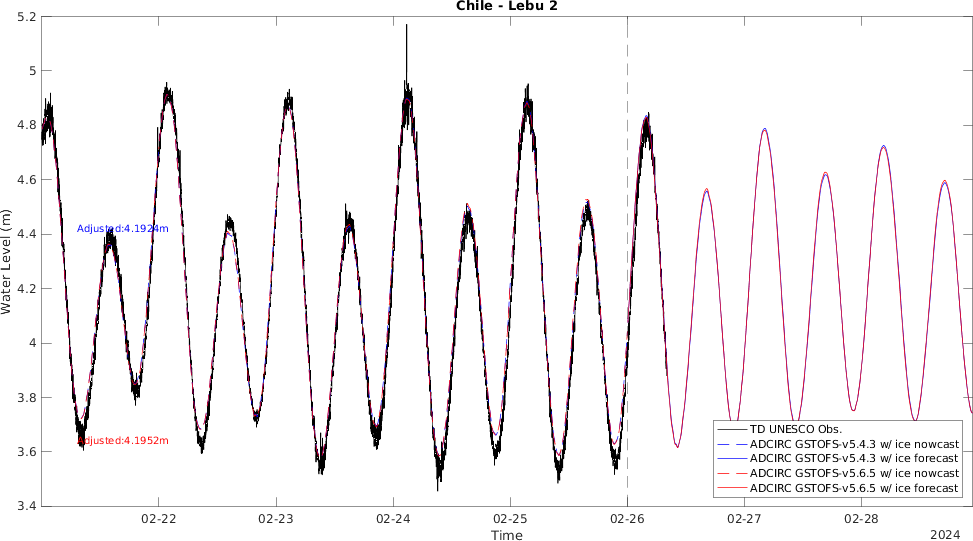 Chile - Lebu 2
5.2
5
4.8
4.6
4.4
4.2
4
3.8
3.6
3.4
Water Level (m)
Adjusted:4.1924m
Adjusted:4.1952m
TD UNESCO Obs.
ADCIRC GSTOFS-v5.4.3 w/ ice nowcast
ADCIRC GSTOFS-v5.4.3 w/ ice forecast
ADCIRC GSTOFS-v5.6.5 w/ ice nowcast
ADCIRC GSTOFS-v5.6.5 w/ ice forecast
02-22 02-23 02-24 02-25 02-26 02-27 02-28
Time
2024